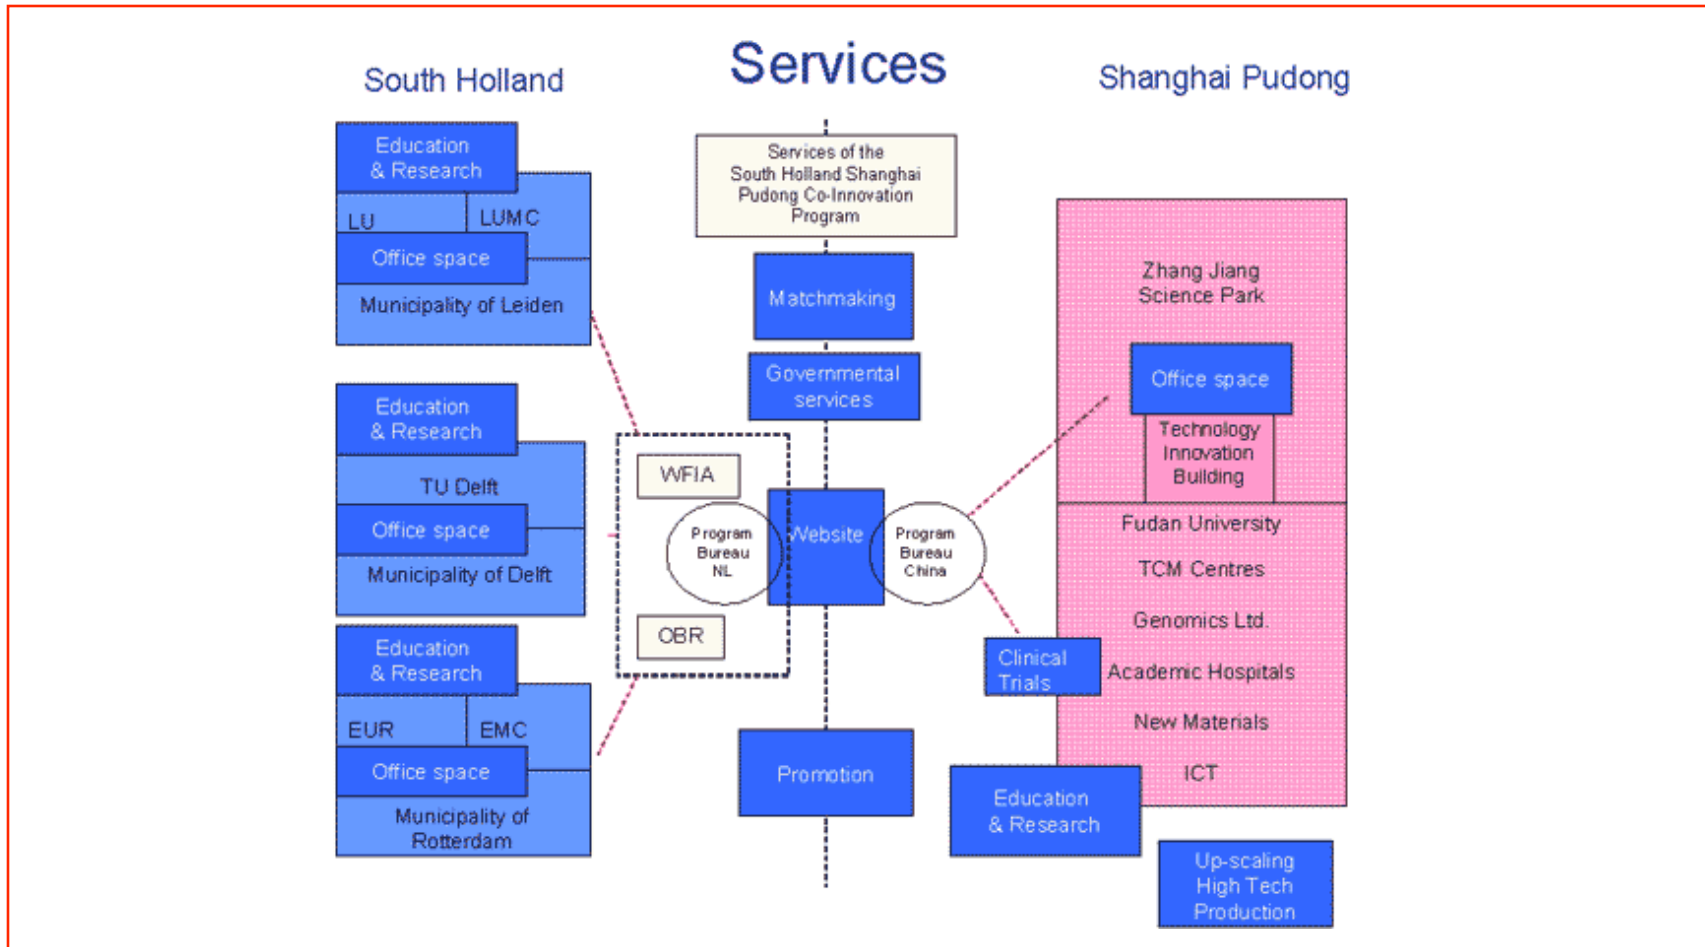 Services
South Holland
Shanghai Pudong
Education
& Research
LU
LUMC
Office space
Municipality of Leiden
Education
& Research
TU Delft
Office space
Municipality of Delft
Education
& Research
EUR
EMC
Office space
Municipality of
Rotterdam
Services of the
South Holland Shanghai
Pudong Co-Innovation
Program
Matchmaking
Governmental
services
WFIA
Program
Bureau
NL
Website
Program
Bureau
China
OBR
Promotion
Zhang Jiang
Science Park
Office space
Technology
Innovation
Building
Fudan University
TCM Centres
Genomics Ltd.
Clinical
Trials
Academic Hospitals
New Materials
ICT
Education
& Research
Up-scaling
High Tech
Production